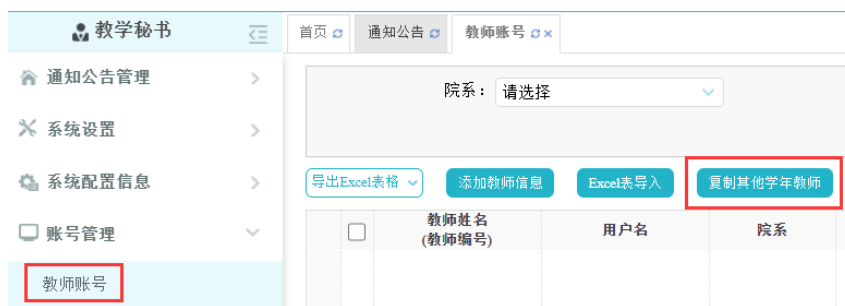 教学秘书
首页 通知公告 教师账号
通知公告管理
系统设置
系统配置信息
账号管理
教师账号
院系： 请选择
导出Excel表格 添加教师信息 Excel表导入 复制其他学年教师
教师姓名
(教师编号) 用户名 院系